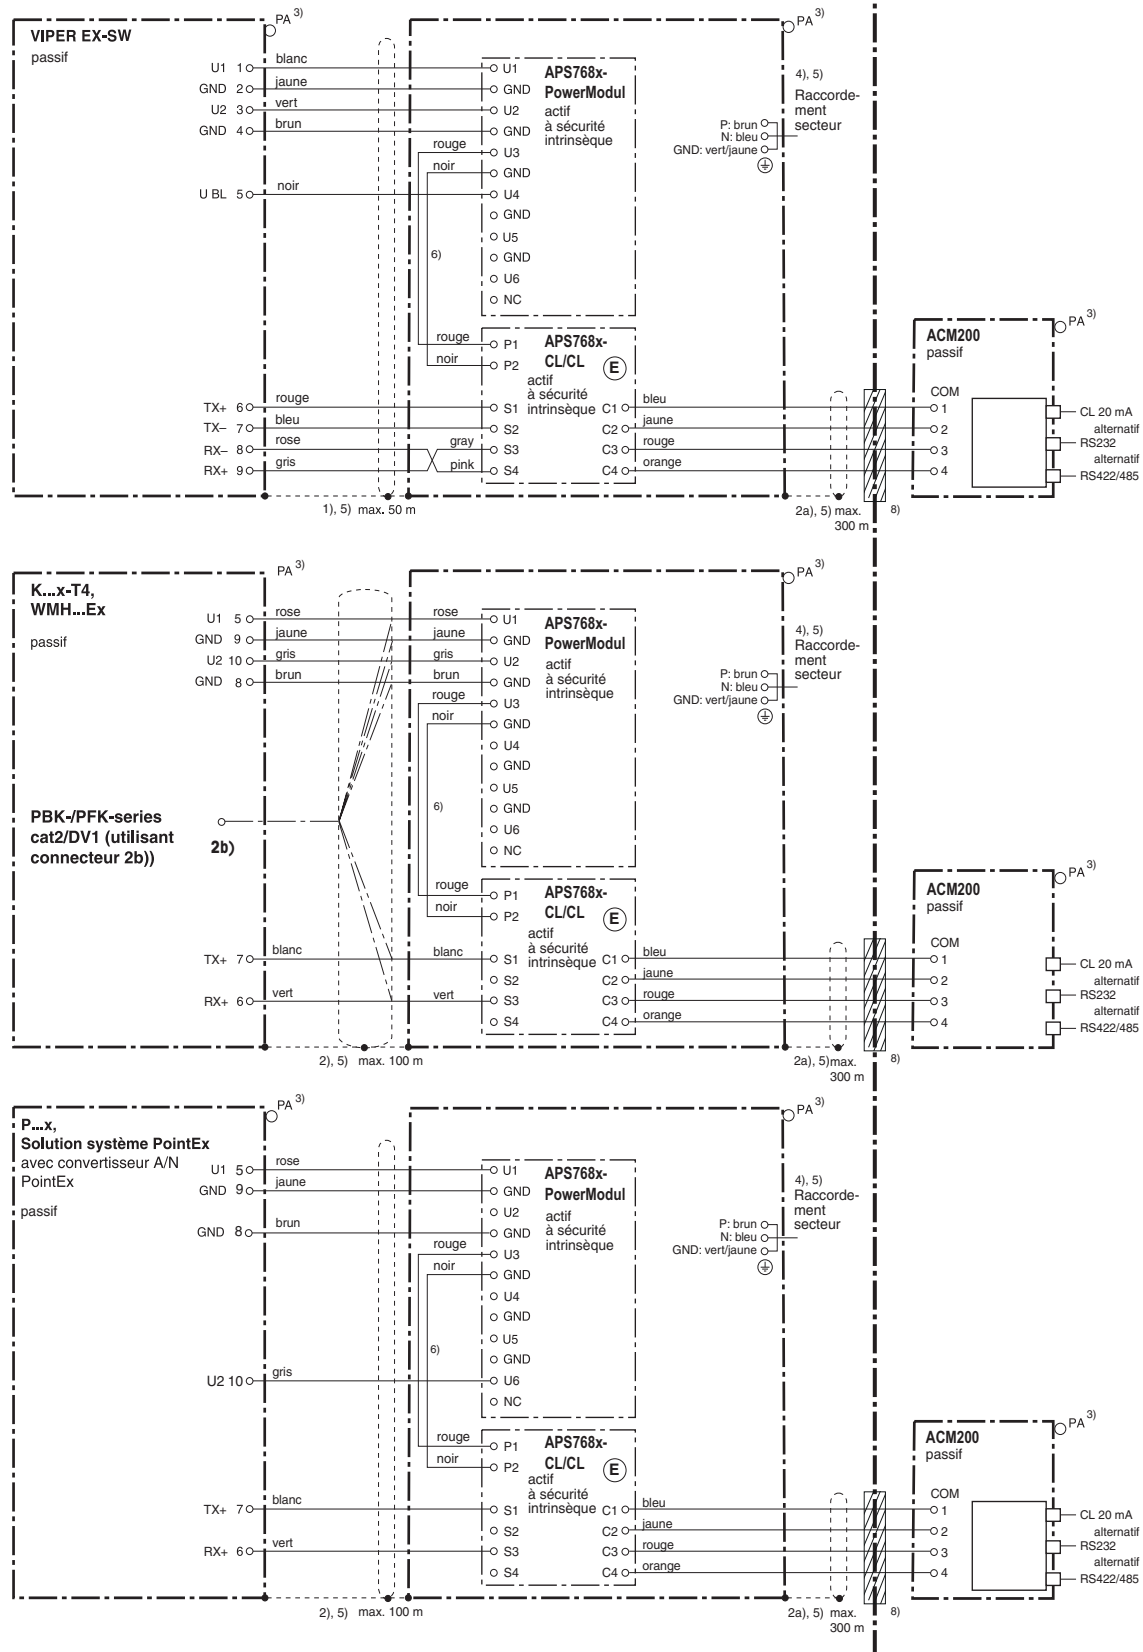 PA 3)
PA 3)
VIPER EX-SW
passif
U1 1 blanc U1
GND 2 jaune GND
U2 3 vert U2
GND 4 brun GND
rouge U3
noir GND
U BL 5 noir U4
GND
U5
GND
U6
NC
6)
APS768x-
PowerModul
actif
à sécurité
intrinsèque
4), 5)
Raccorde-
ment
secteur
P: brun
N: bleu
GND: vert/jaune
rouge P1
noir P2
APS768x-
CL/CL E
actif
à sécurité
intrinsèque
TX+ 6 rouge S1 C1 bleu 1
TX– 7 bleu S2 C2 jaune 2
RX– 8 rose gray S3 C3 rouge 3
RX+ 9 gris pink S4 C4 orange 4
PA 3)
ACM200
passif
COM
CL 20 mA
alternatif
RS232
alternatif
RS422/485
1), 5) max. 50 m
2a), 5) max.
300 m
8)
PA 3)
PA 3)
K...x-T4,
WMH...Ex
passif
U1 5 rose rose U1
GND 9 jaune jaune GND
U2 10 gris gris U2
GND 8 brun brun GND
rouge U3
noir GND
U4
GND
U5
GND
U6
NC
6)
APS768x-
PowerModul
actif
à sécurité
intrinsèque
4), 5)
Raccorde-
ment
secteur
P: brun
N: bleu
GND: vert/jaune
PBK-/PFK-series
cat2/DV1 (utilisant
connecteur 2b))
2b)
rouge P1
noir P2
APS768x-
CL/CL E
actif
à sécurité
intrinsèque
TX+ 7 blanc blanc S1 C1 bleu 1
S2 C2 jaune 2
RX+ 6 vert vert S3 C3 rouge 3
S4 C4 orange 4
PA 3)
ACM200
passif
COM
CL 20 mA
alternatif
RS232
alternatif
RS422/485
2), 5) max. 100 m
2a), 5)max.
300 m
8)
PA 3)
PA 3)
P...x,
Solution système PointEx
avec convertisseur A/N
PointEx
passif
U1 5 rose U1
GND 9 jaune GND
U2
GND 8 brun GND
rouge U3
noir GND
U4
GND
U5
GND
U2 10 gris U6
NC
6)
APS768x-
PowerModul
actif
à sécurité
intrinsèque
4), 5)
Raccorde-
ment
secteur
P: brun
N: bleu
GND: vert/jaune
rouge P1
noir P2
APS768x-
CL/CL E
actif
à sécurité
intrinsèque
TX+ 7 blanc S1 C1 bleu 1
S2 C2 jaune 2
RX+ 6 vert S3 C3 rouge 3
S4 C4 orange 4
PA 3)
ACM200
passif
COM
CL 20 mA
alternatif
RS232
alternatif
RS422/485
2), 5) max. 100 m
2a), 5) max.
300 m
8)